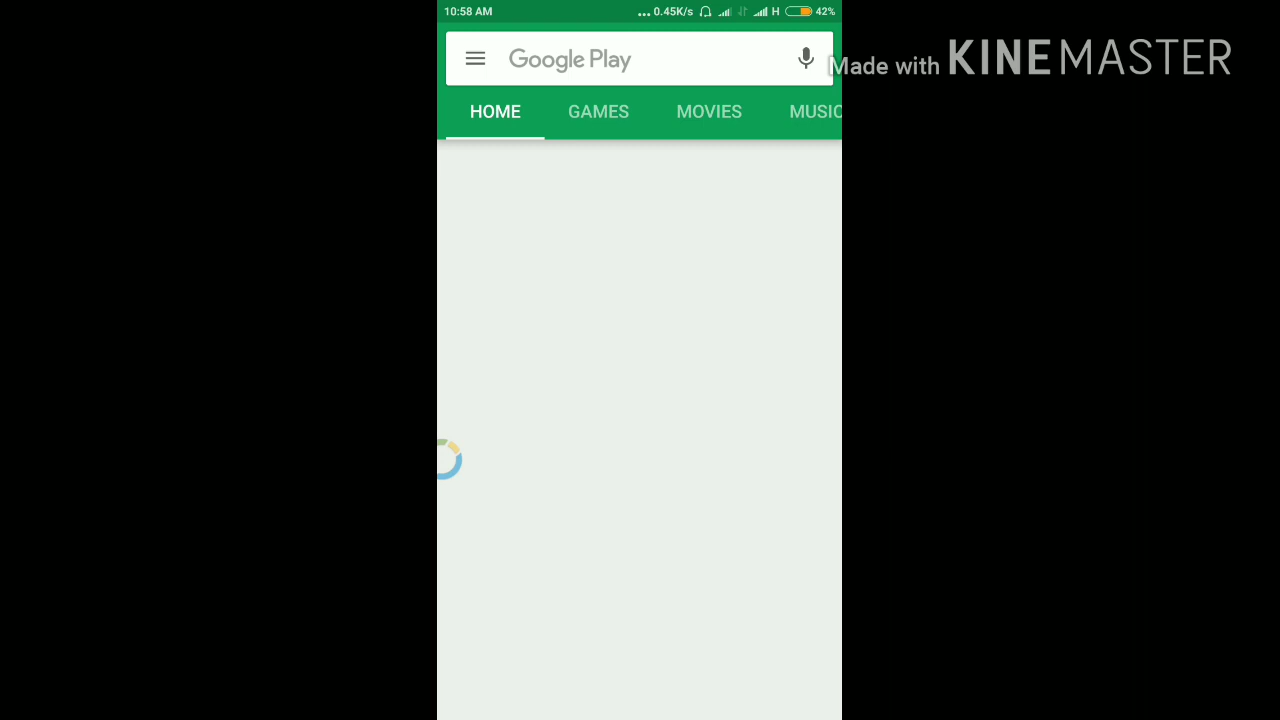 10:58 AM ... 0.45K/s H 42%
Google Play
Made with KINEMASTER
HOME GAMES MOVIES MUSIC